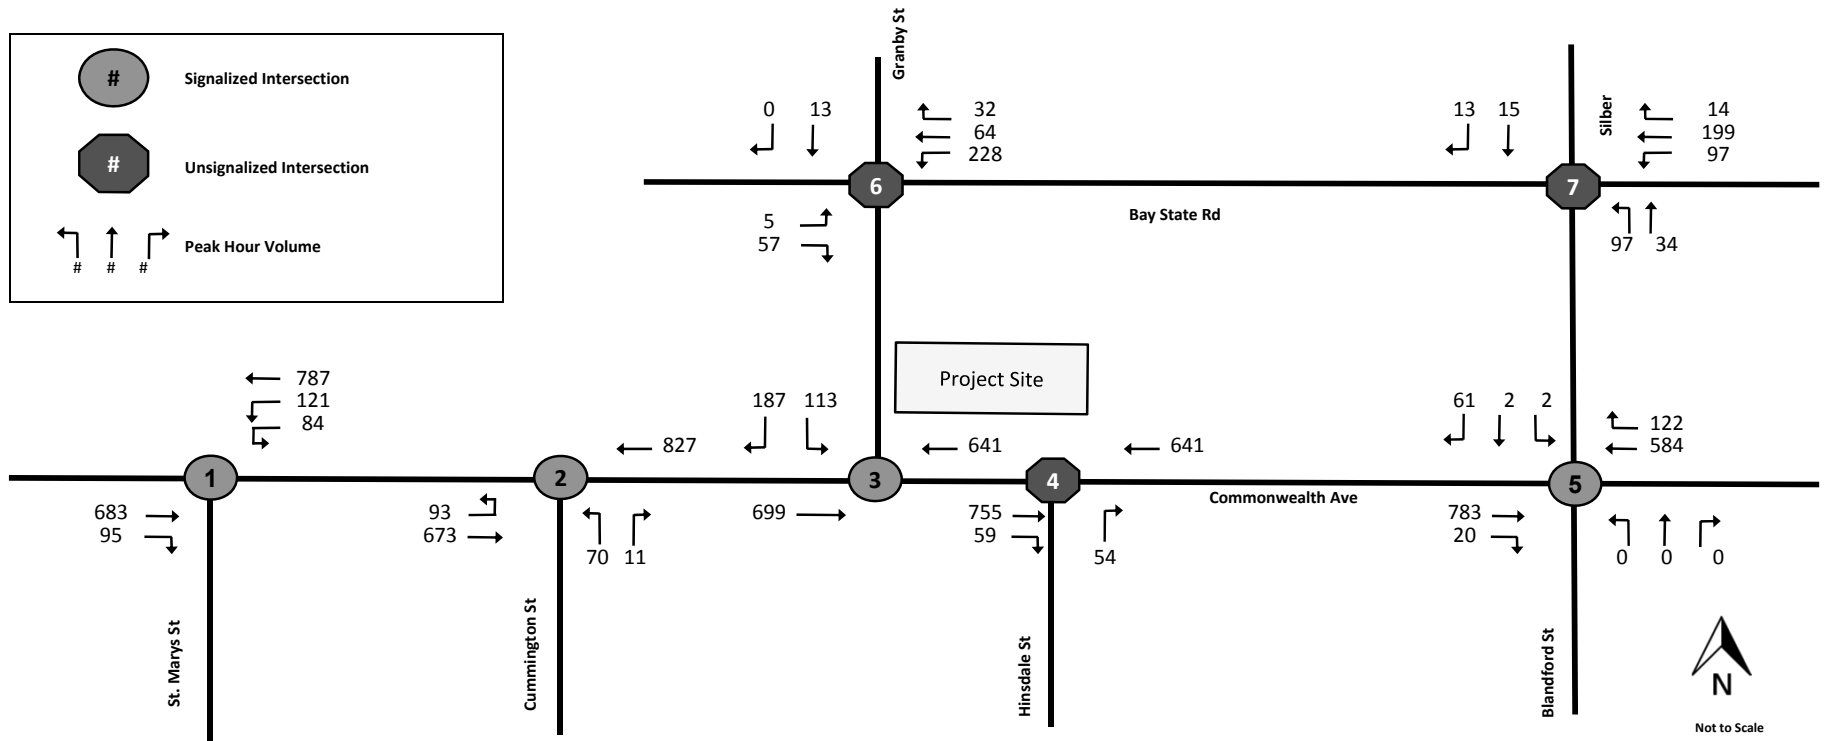 # Signalized Intersection
# Unsignalized Intersection
# # # Peak Hour Volume
Granby St
0 13
32
64
228
6
5
57
Bay State Rd
Silber
13 15
14
199
97
7
97 34
Project Site
787
121
84
1
683
95
St. Marys St
827
2
93
673
70 11
Cummington St
187 113
641
3
699
641
4
755
59
54
Hinsdale St
Commonwealth Ave
61 2 2
122
584
5
783
20
0 0 0
Blandford St
N
Not to Scale